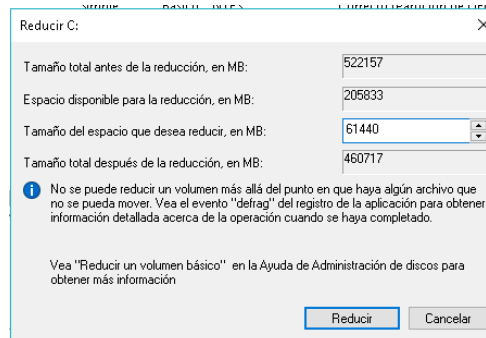 Reducir C:
Tamaño total antes de la reducción, en MB: 522157
Espacio disponible para la reducción, en MB: 205833
Tamaño del espacio que desea reducir, en MB: 61440
Tamaño total después de la reducción, en MB: 460717
No se puede reducir un volumen más allá del punto en que haya algún archivo que
no se pueda mover. Vea el evento "defrag" del registro de la aplicación para obtener
información detallada acerca de la operación cuando se haya completado.
Vea "Reducir un volumen básico" en la Ayuda de Administración de discos para
obtener más información
Reducir Cancelar